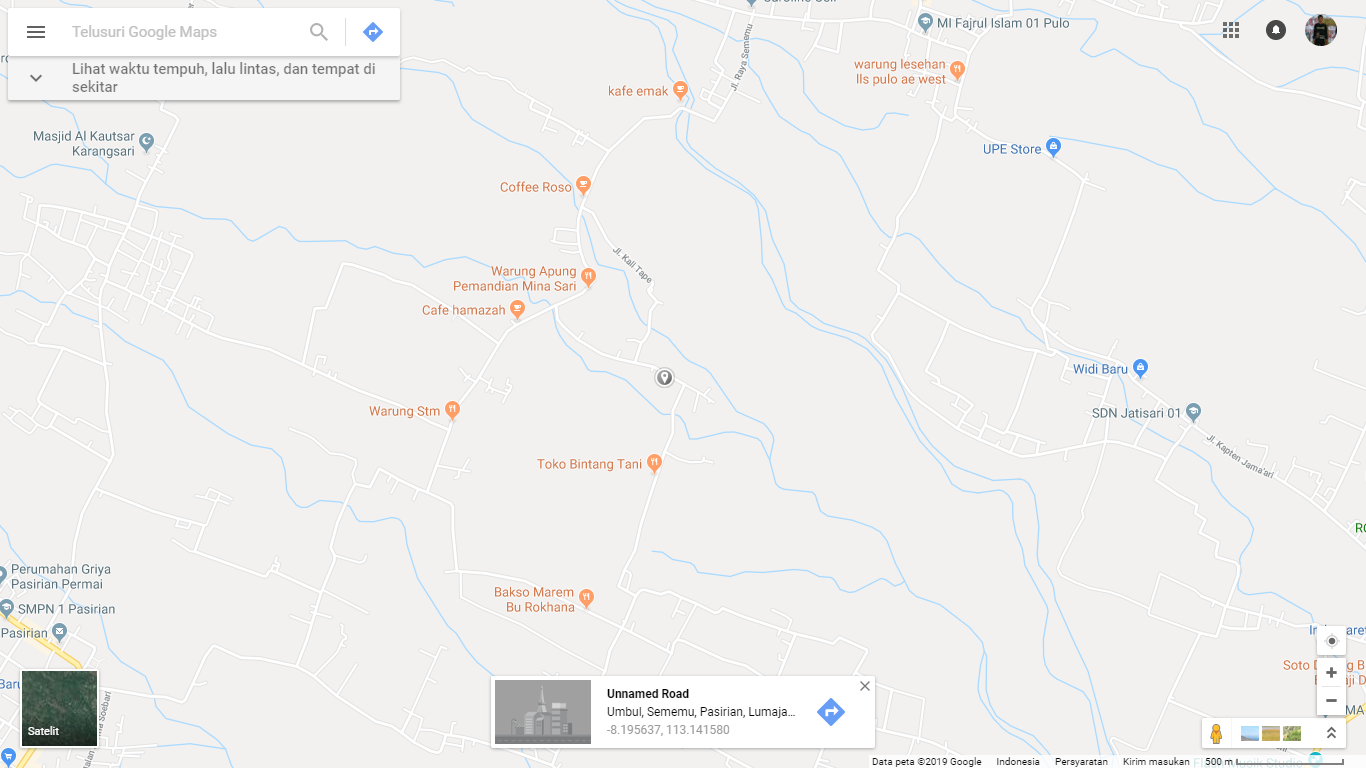 Telusuri Google Maps
Lihat waktu tempuh, lalu lintas, dan tempat di
sekitar
MI Fajrul Islam 01 Pulo
Jl. Raya Sememu
warung lesehan
lls pulo ae west
kafe emak
Masjid Al Kautsar
Karangsari
UPE Store
Coffee Roso
Jl. Kali Tape
Warung Apung
Pemandian Mina Sari
Cafe hamazah
Widi Baru
Warung Stm
SDN Jatisari 01
Jl. Kapten Jama'ari
Toko Bintang Tani
Perumahan Griya
Pasirian Permai
Bakso Marem
Bu Rokhana
SMPN 1 Pasirian
Pasirian
Soto
Satelit
Unnamed Road
Umbul, Sememu, Pasirian, Lumaja...
-8.195637, 113.141580
Data peta ©2019 Google
Indonesia
Persyaratan
Kirim masukan
500 m